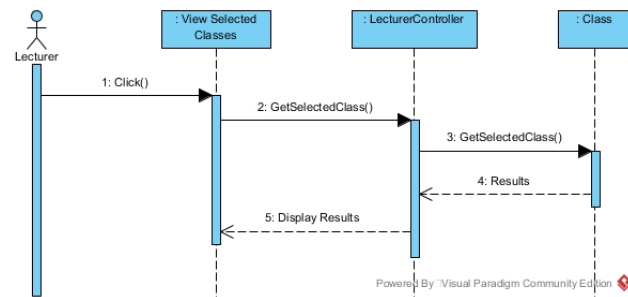 : View Selected
Classes
: LecturerController
: Class
Lecturer
1: Click()
2: GetSelectedClass()
3: GetSelectedClass()
4: Results
5: Display Results
Powered By Visual Paradigm Community Edition